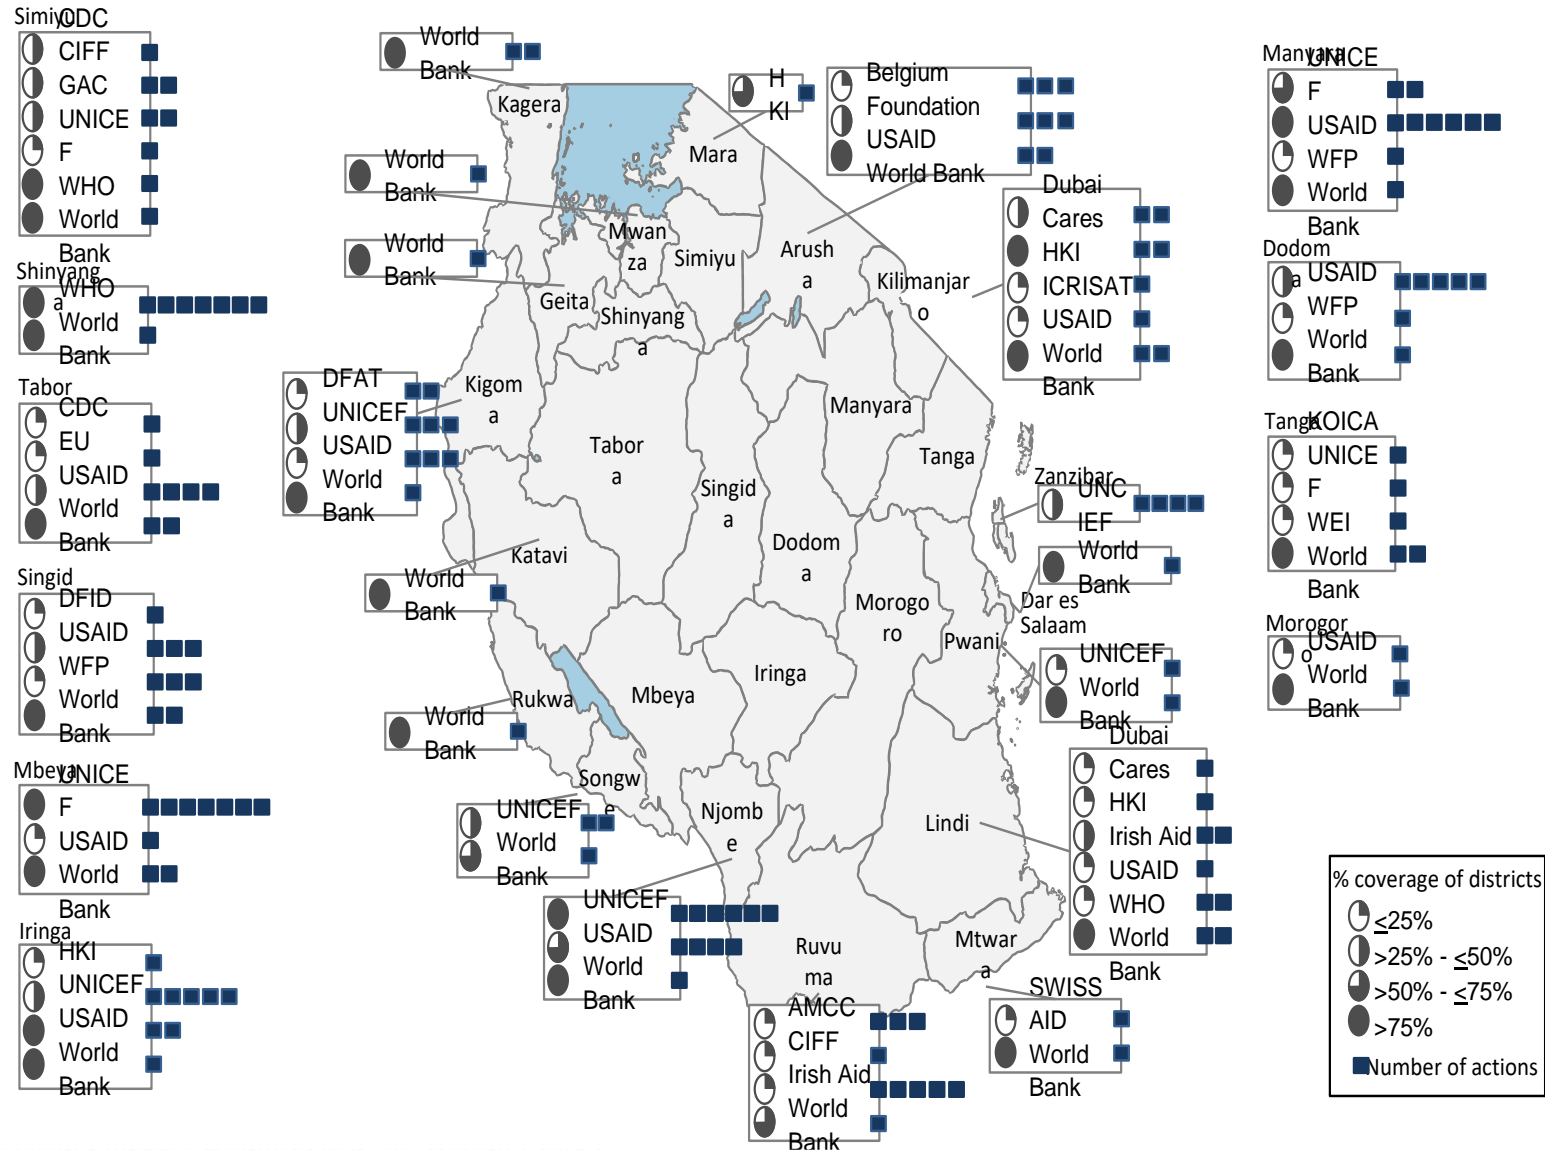 Simiyu
CDC
CIFF
GAC
UNICE
F
WHO
World
Bank
Shinyang
a
WHO
World
Bank
Tabor
CDC
EU
USAID
World
Bank
Singid
DFID
USAID
WFP
World
Bank
Mbeya
UNICE
F
USAID
World
Bank
Iringa
HKI
UNICEF
USAID
World
Bank
World
Bank
World
Bank
World
Bank
DFAT
UNICEF
USAID
World
Bank
World
Bank
World
Bank
UNICEF
World
Bank
UNICEF
USAID
World
Bank
AMCC
CIFF
Irish Aid
World
Bank
SWISS
AID
World
Bank
H
KI
Belgium
Foundation
USAID
World Bank
Dubai
Cares
HKI
ICRISAT
USAID
World
Bank
Kagera
Mara
Mwan
za
Simiyu
Arush
a
Kilimanjar
o
Geita
Shinyang
a
Kigom
a
Tabor
a
Manyara
Tanga
Singid
a
Dodom
a
Katavi
Morogo
ro
Pwani
Iringa
Mbeya
Rukwa
Songw
e
Njomb
e
Lindi
Ruvu
ma
Mtwar
a
Zanzibar
UNC
IEF
World
Bank
Dar es
Salaam
UNICEF
World
Bank
Dubai
Cares
HKI
Irish Aid
USAID
WHO
World
Bank
Manyara
UNICE
F
USAID
WFP
World
Bank
Dodom
a
USAID
WFP
World
Bank
Tanga
KOICA
UNICE
F
WEI
World
Bank
Morogor
o
USAID
World
Bank
% coverage of districts
≤25%
>25% - ≤50%
>50% - ≤75%
>75%
Number of actions